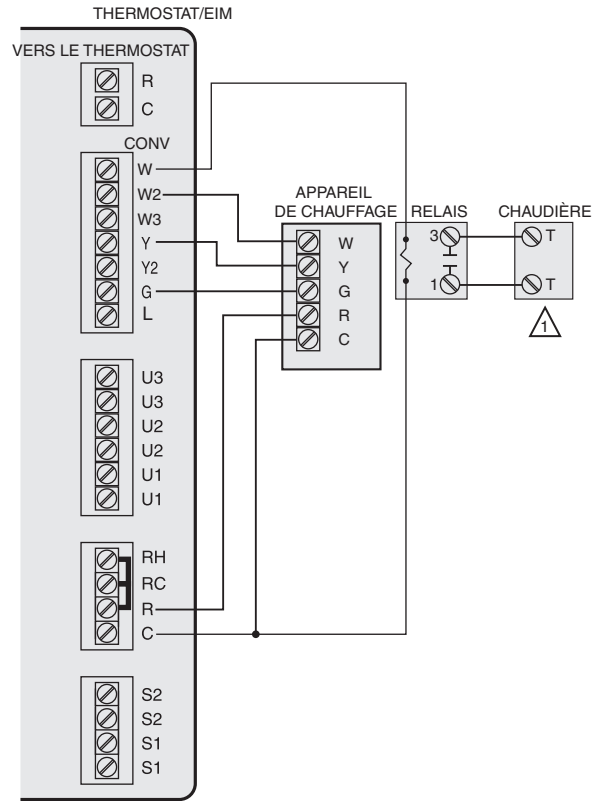 THERMOSTAT/EIM
VERS LE THERMOSTAT
R
C
CONV
W
W2
W3
Y
Y2
G
L
U3
U3
U2
U2
U1
U1
RH
RC
R
C
S2
S2
S1
S1
APPAREIL
DE CHAUFFAGE
W
Y
G
R
C
RELAIS
3
1
CHAUDIÈRE
T
T
1